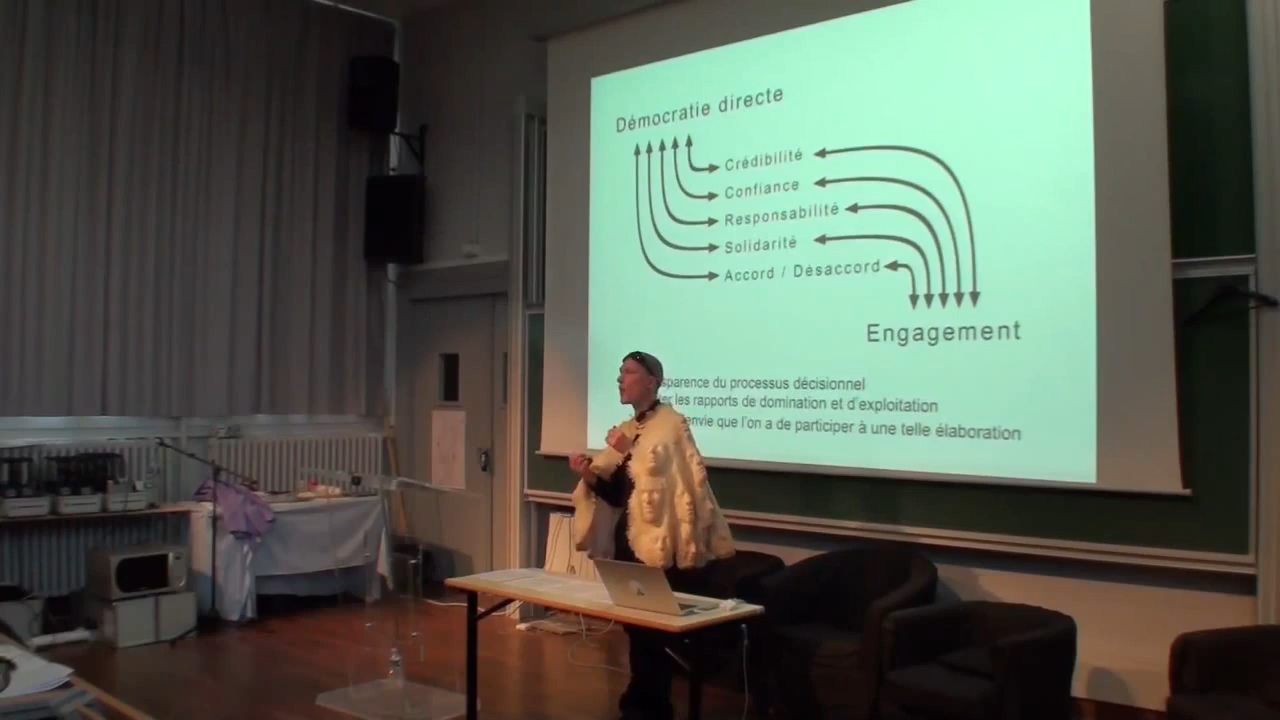 Démocratie directe
Crédibilité
Confiance
Responsabilité
Solidarité
Accord / Désaccord
Engagement
du processus décisionnel
les rapports de domination et d'exploitation
envie que l'on a de participer à une telle élaboration